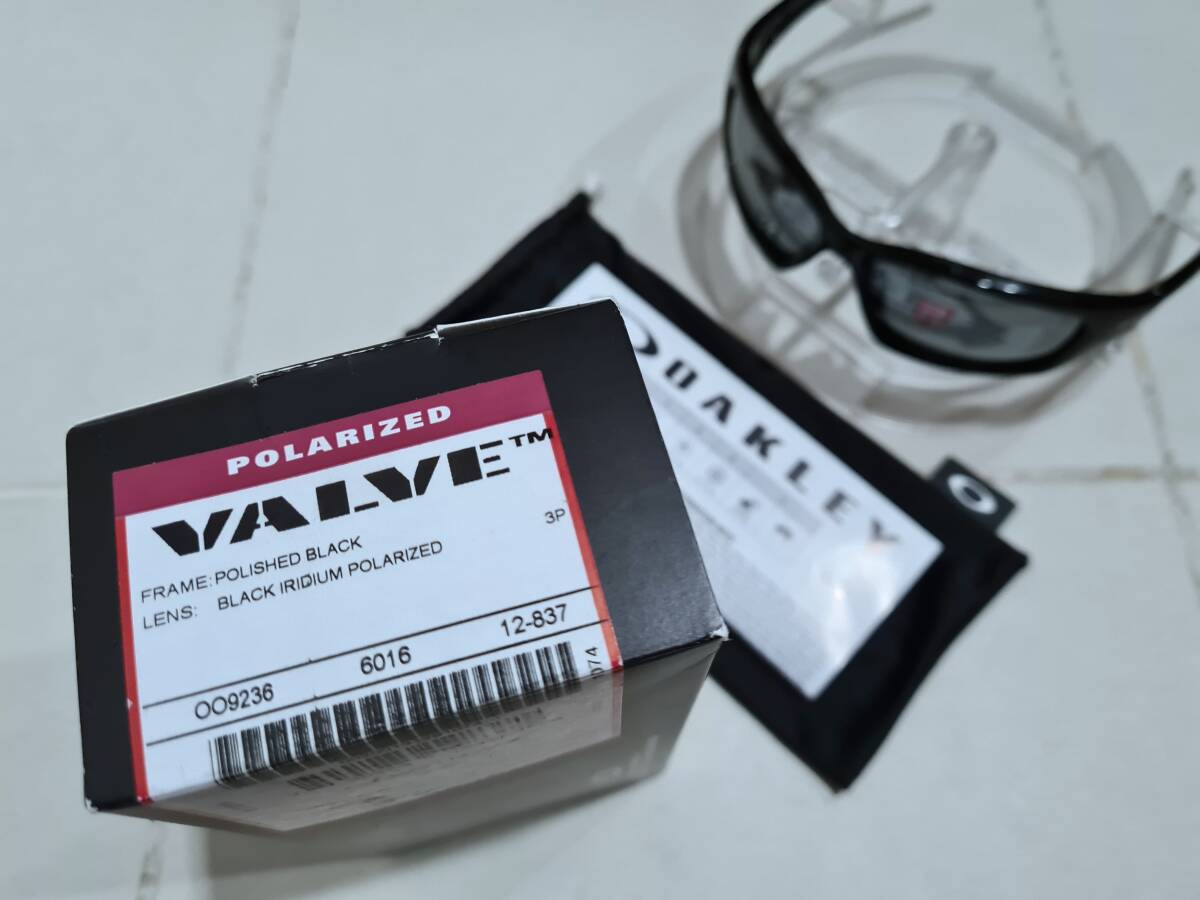 POLARIZED
VALVE™
3P
FRAME: POLISHED BLACK
LENS: BLACK IRIDIUM POLARIZED
OO9236 6016 12-837
OAKLEY